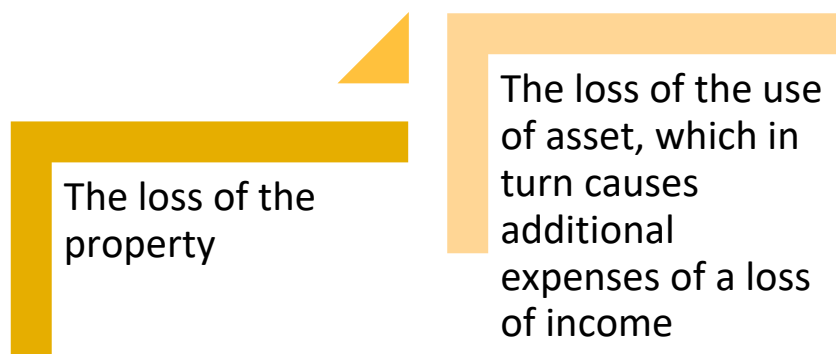 The loss of the
property
The loss of the use
of asset, which in
turn causes
additional
expenses of a loss
of income